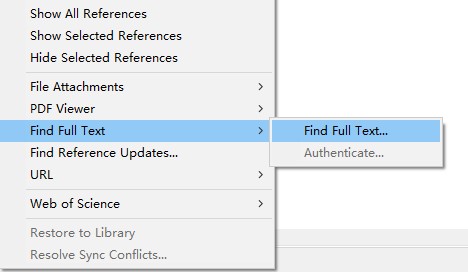 Show All References
Show Selected References
Hide Selected References
File Attachments
PDF Viewer
Find Full Text
Find Full Text...
Authenticate...
Find Reference Updates...
URL
Web of Science
Restore to Library
Resolve Sync Conflicts...